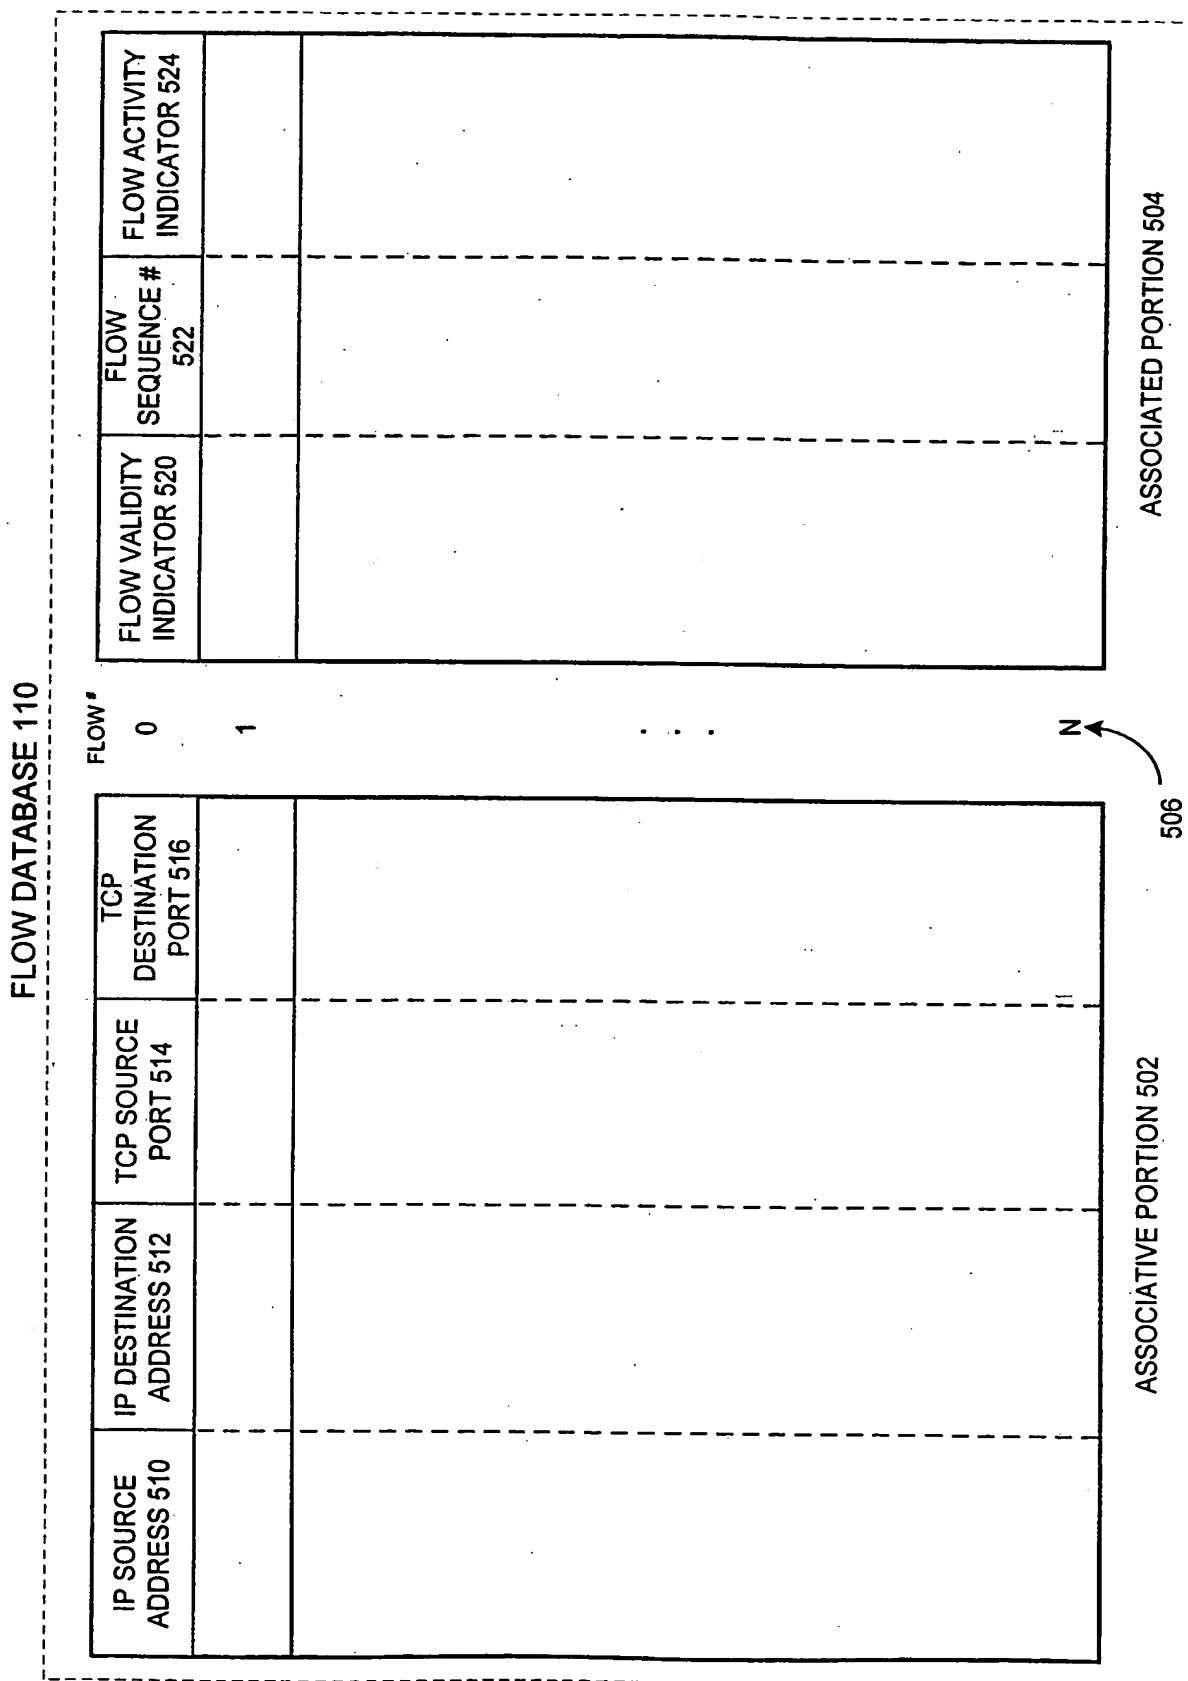 FLOW DATABASE 110
IP SOURCE
ADDRESS 510
IP DESTINATION
ADDRESS 512
TCP SOURCE
PORT 514
TCP
DESTINATION
PORT 516
FLOW #
0
1
. . .
N
506
FLOW VALIDITY
INDICATOR 520
FLOW
SEQUENCE #
522
FLOW ACTIVITY
INDICATOR 524
ASSOCIATIVE PORTION 502
ASSOCIATED PORTION 504